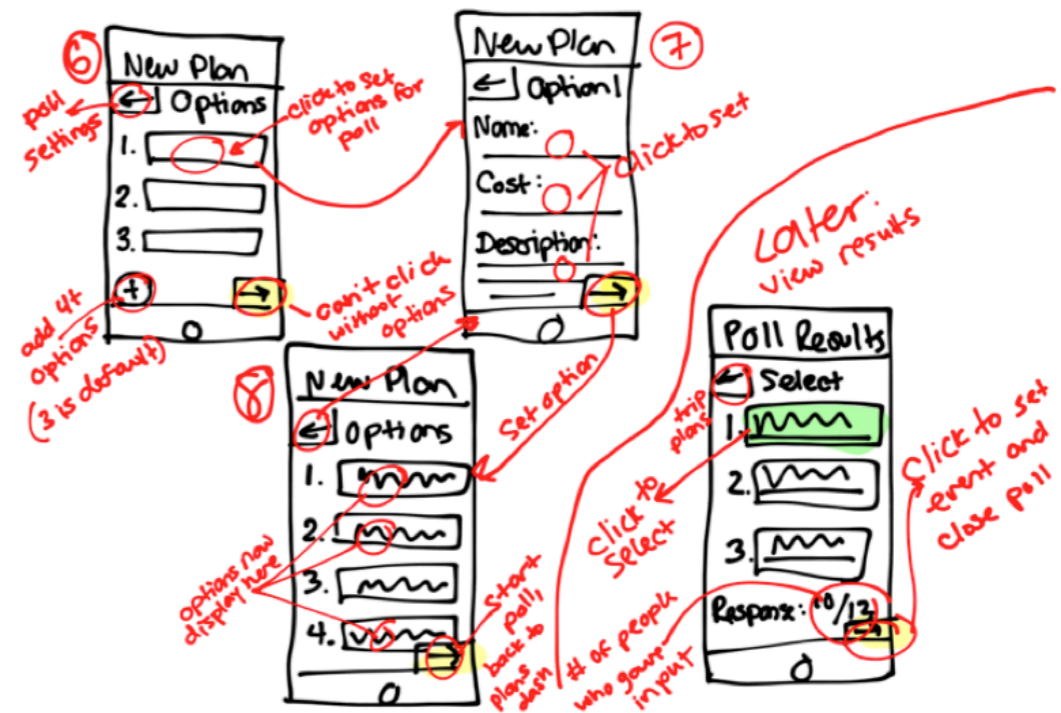 6
New Plan
← Options
poll
settings
click to set
options for
poll
1.
2.
3.
+
→
add 4+
options
(3 is default)
can't click
without
options
7
New Plan
← Option 1
Name:
Cost:
Description:
click to set
→
set option
8
New Plan
← Options
1.
2.
3.
4.
→
options now
display here
start
poll,
back to
plans
dash
Later:
view results
Poll Results
← Select
trip
plans
1.
2.
3.
click to
select
Response: 10/12
→
# of people
who gave
input
Click to set
event and
close poll